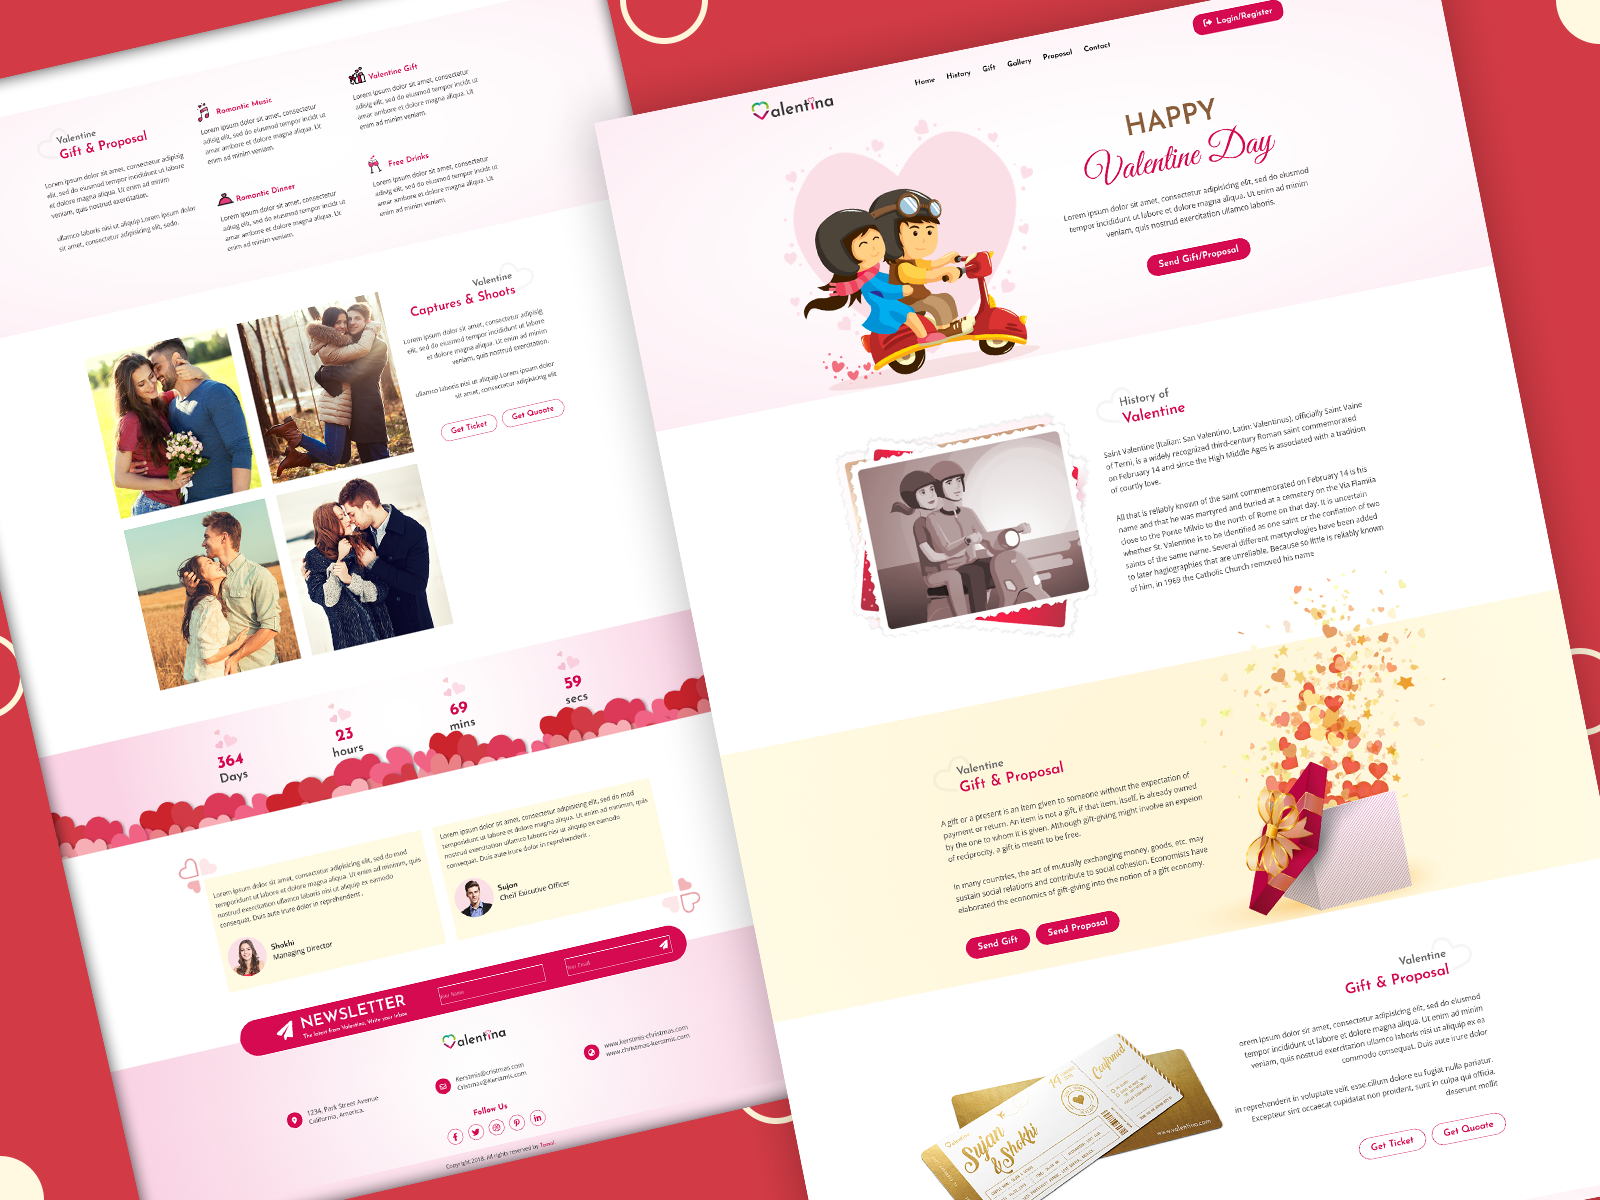 Valentine
Gift & Proposal
Lorem ipsum dolor sit amet, consectetur adipisig
elit, sed do eiusmod tempor incididunt ut labore
et dolore magna aliqua. Ut enim ad minim
veniam, quis nostrud exercitation.
ullamco laboris nisi ut aliquip.Lorem ipsum dolor
sit amet, consectetur adipisicing elit, sedo.
Romantic Music
Lorem ipsum dolor sit amet, consectetur
adisig elit, sed do eiusmod tempor incidid ut
amar ambore et dolore magna aliqua. Ut
enim ad minim veniam.
Valentine Gift
Lorem ipsum dolor sit amet, consectetur
adisig elit, sed do eiusmod tempor incidid ut
amar ambore et dolore magna aliqua. Ut
enim ad minim veniam.
Romantic Dinner
Lorem ipsum dolor sit amet, consectetur
adisig elit, sed do eiusmod tempor incidid ut
amar ambore et dolore magna aliqua. Ut
enim ad minim veniam.
Free Drinks
Lorem ipsum dolor sit amet, consectetur
adisig elit, sed do eiusmod tempor incidid ut
amar ambore et dolore magna aliqua. Ut
enim ad minim veniam.
Valentine
Captures & Shoots
Lorem ipsum dolor sit amet, consectetur adipisig
elit, sed do eiusmod tempor incididunt ut labore
et dolore magna aliqua. Ut enim ad minim
veniam, quis nostrud exercitation.
ullamco laboris nisi ut aliquip.Lorem ipsum dolor
sit amet, consectetur adipisicing elit
Get Ticket
Get Quoate
364
Days
23
hours
69
mins
59
secs
Lorem ipsum dolor sit amet, consectetur adipisicing elit, sed do mod
temporidunt ut labore et dolore magna aliqua. Ut enim ad minimn, quis
nostrud exercitation ullamco laboris nisi ut aliquip ex eamodo
consequat. Duis aute irure dolor in reprehenderit .
Shokhi
Managing Director
Lorem ipsum dolor sit amet, consectetur adipisicing elit, sed do mod
temporidunt ut labore et dolore magna aliqua. Ut enim ad minimn, quis
nostrud exercitation ullamco laboris nisi ut aliquip ex eamodo
consequat. Duis aute irure dolor in reprehenderit .
Sujon
Cheif Exicutive Officer
NEWSLETTER
The latest from Valentina, Write your Inbox
Your Name
Your Email
Valentina
1234, Park Street Avenue
California, America.
Kerstmis@cristmas.com
Cristmas@Kerstmis.com
www.kerstmis-christmas.com
www.christmas-kerstmis.com
Follow Us
Copyright 2018. All rights reserved by
Login/Register
Valentina
Home
History
Gift
Gallery
Proposal
Contact
HAPPY
Valentine Day
Lorem ipsum dolor sit amet, consectetur adipisicing elit, sed do eiusmod
tempor incididunt ut labore et dolore magna aliqua. Ut enim ad minim
veniam, quis nostrud exercitation ullamco laboris.
Send Gift/Proposal
History of
Valentine
Saint Valentine (Italian: San Valentino, Latin: Valentinus), officially Saint Vaine
of Terni, is a widely recognized third-century Roman saint commemorated
on February 14 and since the High Middle Ages is associated with a tradition
of courtly love.
All that is reliably known of the saint commemorated on February 14 is his
name and that he was martyred and buried at a cemetery on the Via Flamiia
close to the Ponte Milvio to the north of Rome on that day. It is uncertain
whether St. Valentine is to be identified as one saint or the conflation of two
saints of the same name. Several different martyrologies have been added
to later hagiographies that are unreliable. Because so little is reliably known
of him, in 1969 the Catholic Church removed his name
Valentine
Gift & Proposal
A gift or a present is an item given to someone without the expectation of
payment or return. An item is not a gift, if that item, itself, is already owned
by the one to whom it is given. Although gift-giving might involve an expeion
of reciprocity, a gift is meant to be free.
In many countries, the act of mutually exchanging money, goods, etc. may
sustain social relations and contribute to social cohesion. Economists have
elaborated the economics of gift-giving into the notion of a gift economy.
Send Gift
Send Proposal
Valentine
Gift & Proposal
orem ipsum dolor sit amet, consectetur adipisicing elit, sed do eiusmod
tempor incididunt ut labore et dolore magna aliqua. Ut enim ad minim
veniam, quis nostrud exercitation ullamco laboris nisi ut aliquip ex ea
commodo consequat. Duis aute irure dolor
in reprehenderit in voluptate velit esse.cillum dolore eu fugiat nulla pariatur.
Excepteur sint occaecat cupidatat non proident, sunt in culpa qui officia.
deserunt mollit
Get Ticket
Get Quoate
Valentina
Sujan
& Shokhi
14
Confirmed
www.valentina.com